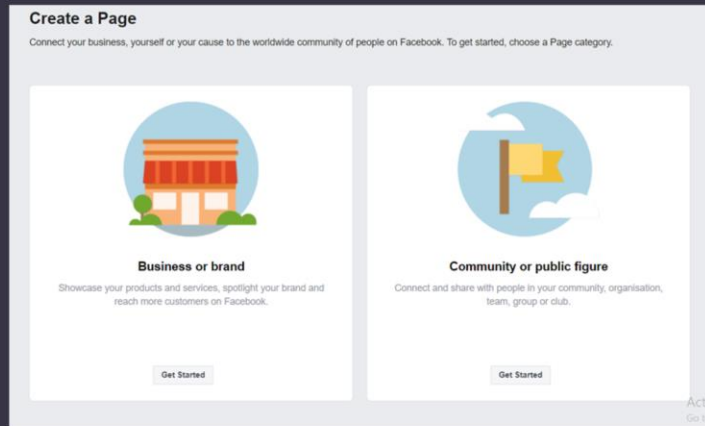 Create a Page
Connect your business, yourself or your cause to the worldwide community of people on Facebook. To get started, choose a Page category.
Business or brand
Showcase your products and services, spotlight your brand and
reach more customers on Facebook.
Get Started
Community or public figure
Connect and share with people in your community, organisation,
team, group or club.
Get Started
Act
Go t